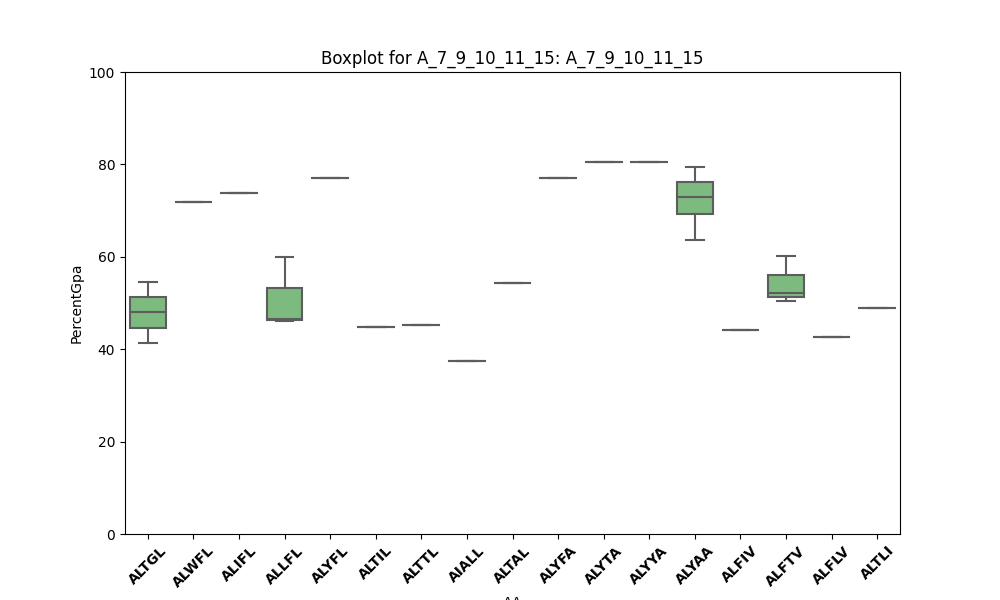 Boxplot for A_7_9_10_11_15: A_7_9_10_11_15
100
80
60
40
20
0
PercentGpa
ALTGL ALWFL ALIFL ALLFL ALYFL ALTIL ALTTL AIALL ALTAL ALYFA ALYTA ALYYA ALYAA ALFIV ALFTV ALFLV ALTLI